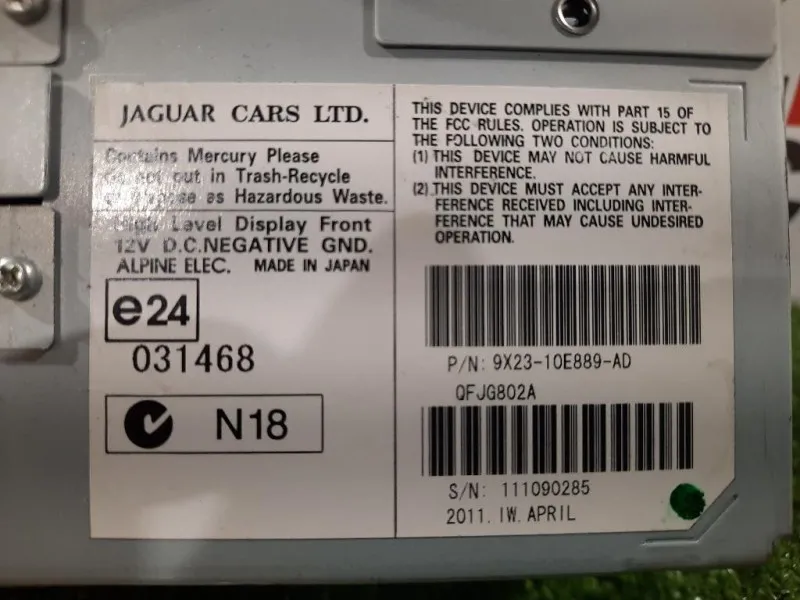 JAGUAR CARS LTD.
Contains Mercury Please
out in Trash-Recycle
as Hazardous Waste.
High Level Display Front
12V D.C.NEGATIVE GND.
ALPINE ELEC. MADE IN JAPAN
e24
031468
N18
THIS DEVICE COMPLIES WITH PART 15 OF
THE FCC RULES. OPERATION IS SUBJECT TO
THE FOLLOWING TWO CONDITIONS:
(1) THIS DEVICE MAY NOT CAUSE HARMFUL
INTERFERENCE.
(2) THIS DEVICE MUST ACCEPT ANY INTER-
FERENCE RECEIVED INCLUDING INTER-
FERENCE THAT MAY CAUSE UNDESIRED
OPERATION.
P/N: 9X23-10E889-AD
QFJG802A
S/N: 111090285
2011. 1W. APRIL